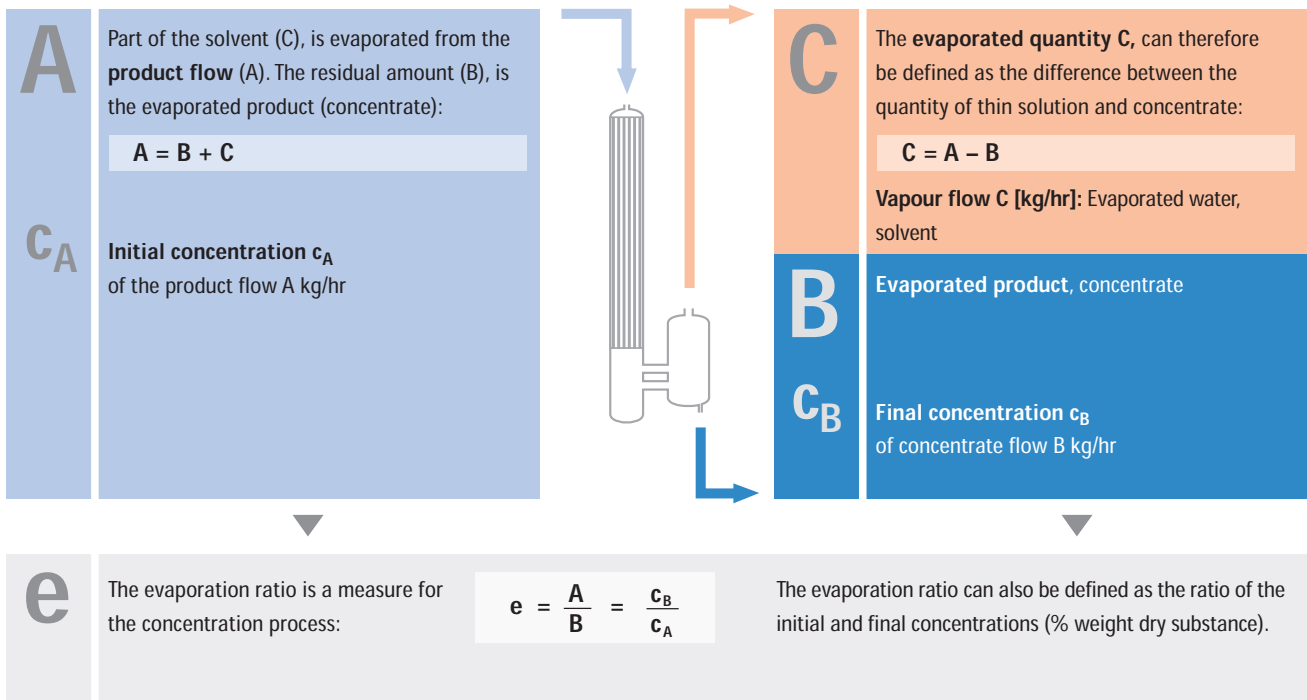 A
Part of the solvent (C), is evaporated from the
product flow (A). The residual amount (B), is
the evaporated product (concentrate):
A = B + C
cA
Initial concentration cA
of the product flow A kg/hr
C
The evaporated quantity C, can therefore
be defined as the difference between the
quantity of thin solution and concentrate:
C = A – B
Vapour flow C [kg/hr]: Evaporated water,
solvent
B
Evaporated product, concentrate
cB
Final concentration cB
of concentrate flow B kg/hr
e
The evaporation ratio is a measure for
the concentration process:
e = A/B = cB/cA
The evaporation ratio can also be defined as the ratio of the
initial and final concentrations (% weight dry substance).